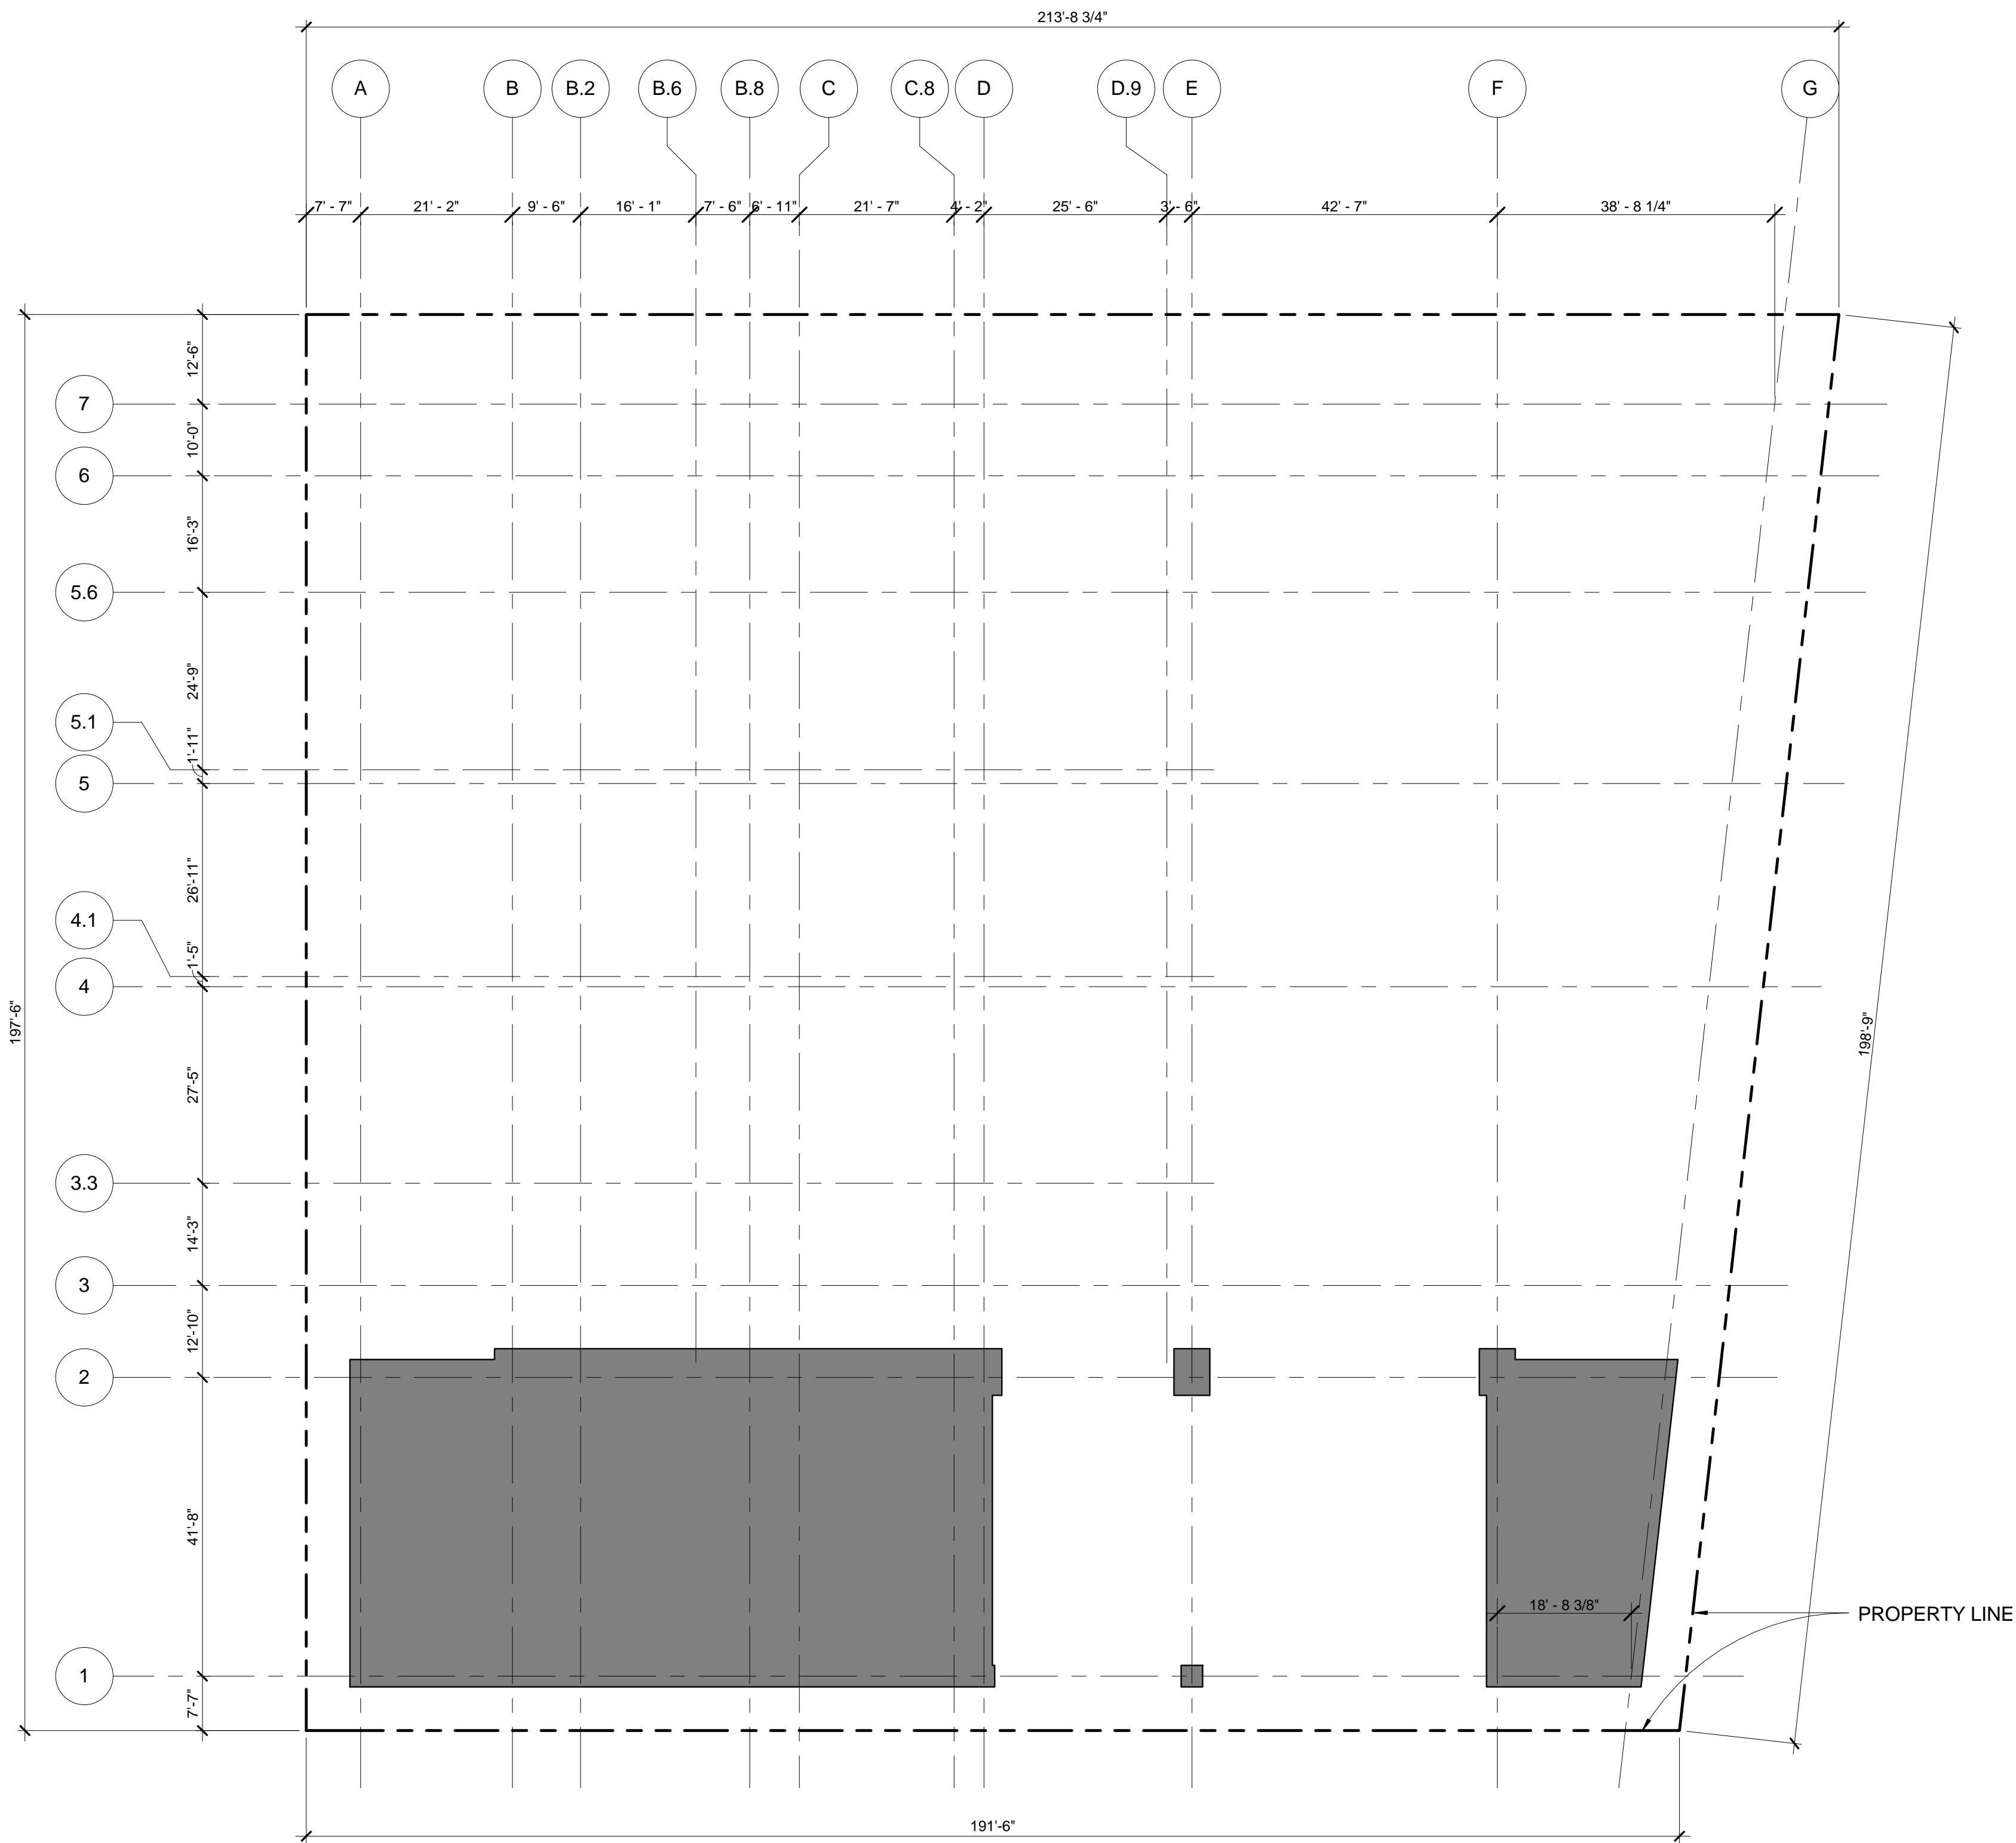 213'-8 3/4"
A
B
B.2
B.6
B.8
C
C.8
D
D.9
E
F
G
7' - 7"
21' - 2"
9' - 6"
16' - 1"
7' - 6"
6' - 11"
21' - 7"
4' - 2"
25' - 6"
3' - 6"
42' - 7"
38' - 8 1/4"
12'-6"
7
10'-0"
6
16'-3"
5.6
24'-9"
5.1
1'-11"
5
26'-11"
4.1
1'-5"
4
197'-6"
198'-9"
27'-5"
3.3
14'-3"
3
12'-10"
2
41'-8"
18' - 8 3/8"
PROPERTY LINE
1
7'-7"
191'-6"